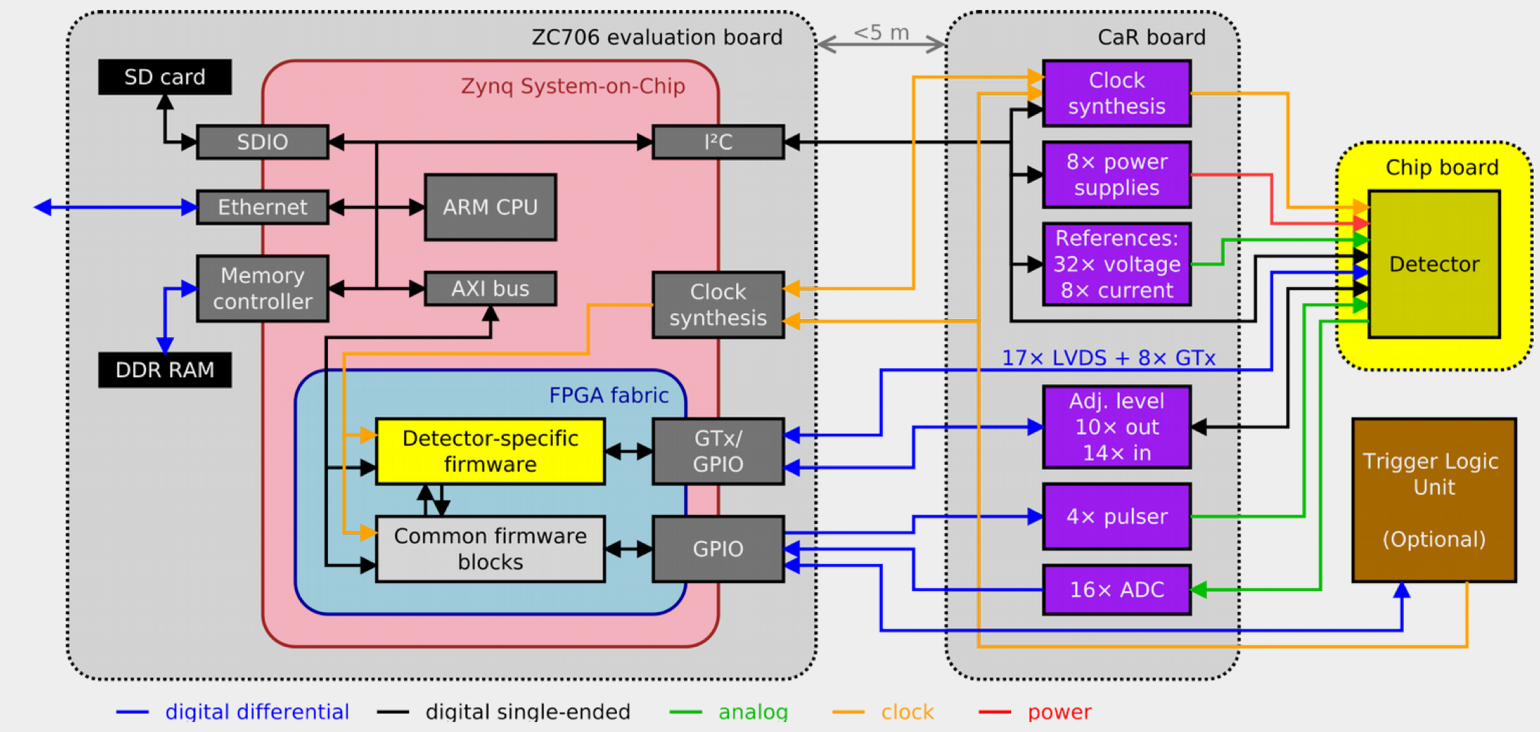 ZC706 evaluation board
<5 m
CaR board
SD card
Zynq System-on-Chip
Clock
synthesis
SDIO
I²C
8× power
supplies
Chip board
Ethernet
ARM CPU
References:
32× voltage
8× current
Detector
Memory
controller
AXI bus
Clock
synthesis
DDR RAM
17× LVDS + 8× GTx
FPGA fabric
Detector-specific
firmware
GTx/
GPIO
Adj. level
10× out
14× in
Trigger Logic
Unit
(Optional)
Common firmware
blocks
GPIO
4× pulser
16× ADC
digital differential
digital single-ended
analog
clock
power